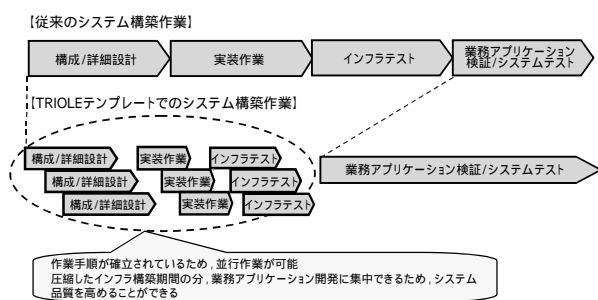 【従来のシステム構築作業】
構成/詳細設計
実装作業
インフラテスト
業務アプリケーション
検証/システムテスト
【TRIOLEテンプレートでのシステム構築作業】
構成/詳細設計
実装作業
インフラテスト
構成/詳細設計
実装作業
インフラテスト
構成/詳細設計
実装作業
インフラテスト
業務アプリケーション検証/システムテスト
作業手順が確立されているため,並行作業が可能
圧縮したインフラ構築期間の分,業務アプリケーション開発に集中できるため,システム
品質を高めることができる